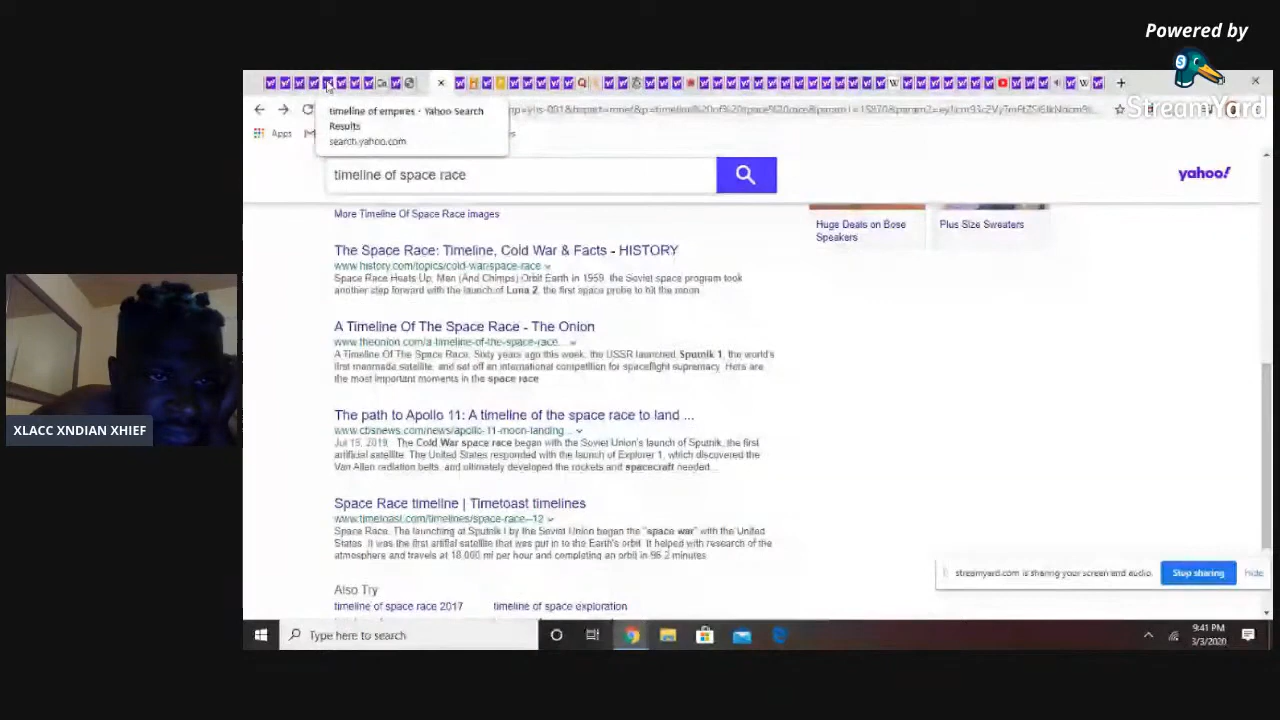 Powered by
StreamYard
timeline of empires - Yahoo Search
Results
search.yahoo.com
Apps
timeline of space race
yahoo!
More Timeline Of Space Race images
Huge Deals on Bose
Speakers
Plus Size Sweaters
The Space Race: Timeline, Cold War & Facts - HISTORY
www.history.com/topics/cold-war/space-race
Space Race Heats Up: Men (And Chimps) Orbit Earth in 1959, the Soviet space program took
another step forward with the launch of Luna 2, the first space probe to hit the moon
A Timeline Of The Space Race - The Onion
www.theonion.com/a-timeline-of-the-space-race...
A Timeline Of The Space Race. Sixty years ago this week, the USSR launched Sputnik 1, the world's
first manmade satellite, and set off an international competition for spaceflight supremacy. Here are
the most important moments in the space race
The path to Apollo 11: A timeline of the space race to land ...
www.cbsnews.com/news/apollo-11-moon-landing...
Jul 16, 2019 The Cold War space race began with the Soviet Union's launch of Sputnik, the first
artificial satellite. The United States responded with the launch of Explorer 1, which discovered the
Van Allen radiation belts, and ultimately developed the rockets and spacecraft needed...
Space Race timeline | Timetoast timelines
www.timetoast.com/timelines/space-race--12
Space Race. The launching of Sputnik I by the Soviet Union began the "space war" with the United
States. It was the first artifial satellite that was put in to the Earth's orbit. It helped with research of the
atmosphere and travels at 18,000 mi per hour and completing an orbit in 96.2 minutes
Also Try
timeline of space race 2017
timeline of space exploration
streamyard.com is sharing your screen and audio.
Stop sharing
Hide
XLACC XNDIAN XHIEF
Type here to search
9:41 PM
3/3/2020